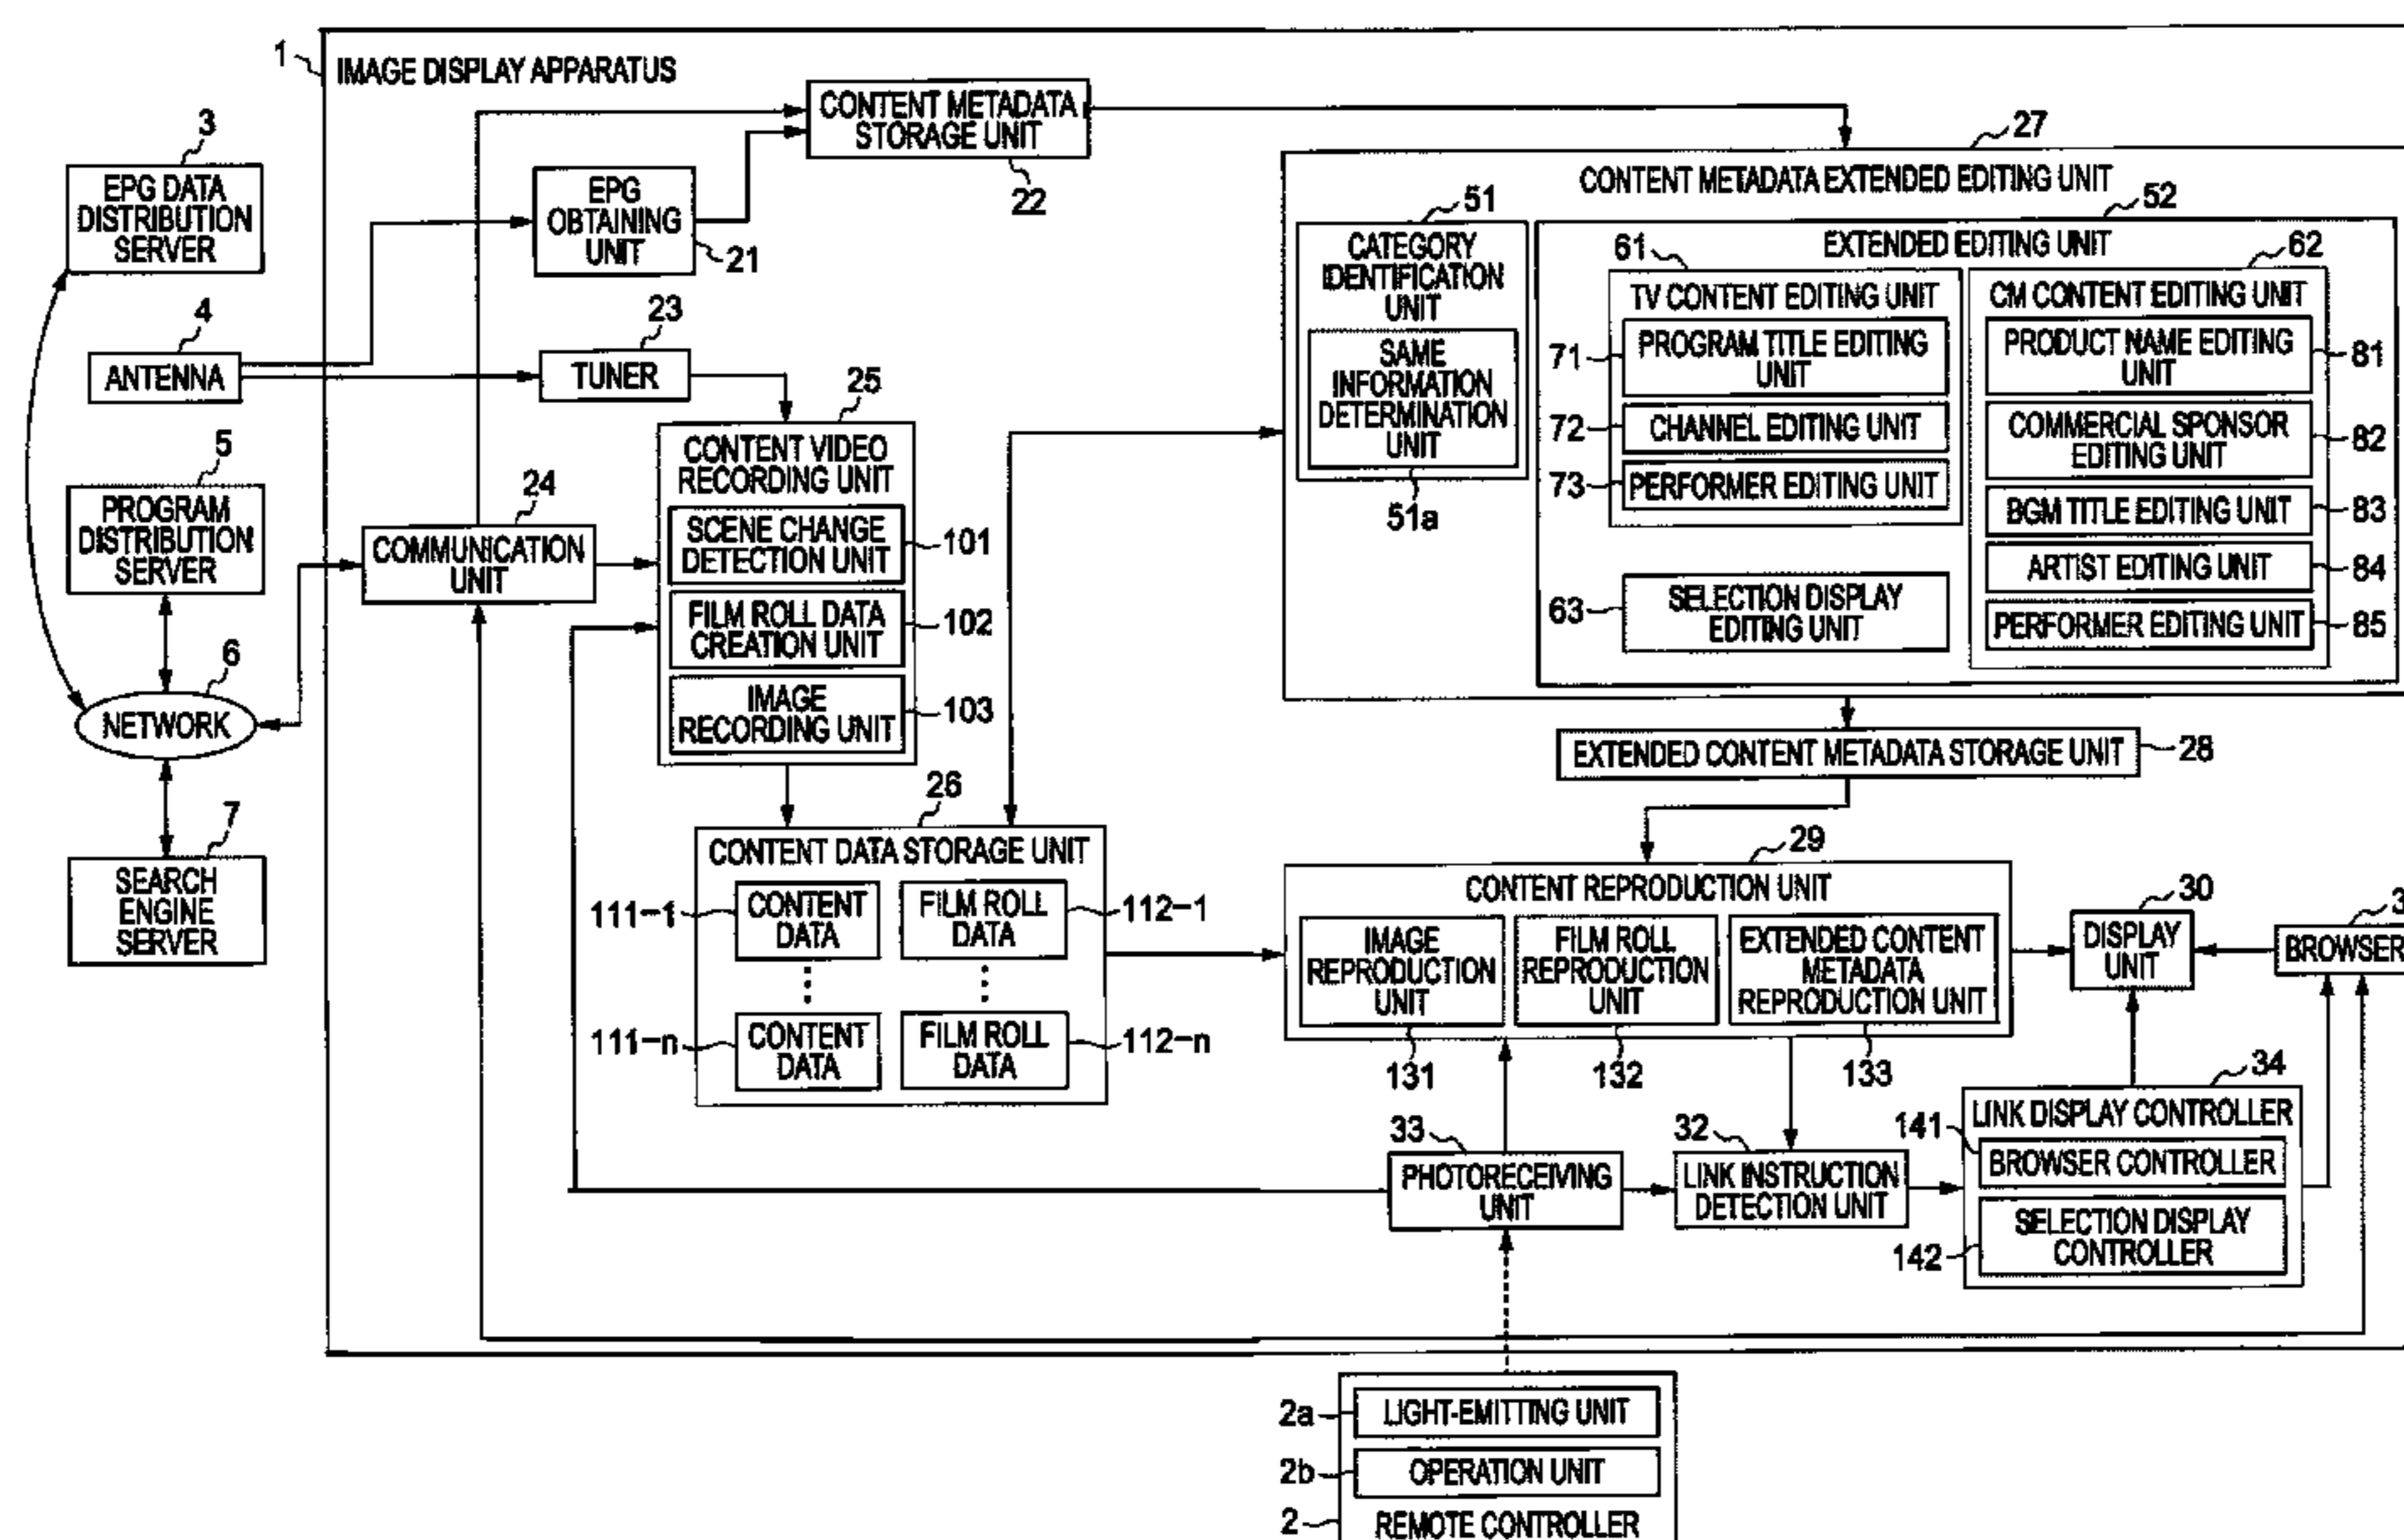 1
IMAGE DISPLAY APPARATUS
3
EPG DATA
DISTRIBUTION
SERVER
4
ANTENNA
5
PROGRAM
DISTRIBUTION
SERVER
6
NETWORK
7
SEARCH
ENGINE
SERVER
CONTENT METADATA
STORAGE UNIT
22
EPG
OBTAINING
UNIT
21
23
TUNER
24
COMMUNICATION
UNIT
25
CONTENT VIDEO
RECORDING UNIT
SCENE CHANGE
DETECTION UNIT
101
FILM ROLL DATA
CREATION UNIT
102
IMAGE
RECORDING UNIT
103
26
CONTENT DATA STORAGE UNIT
111-1
CONTENT
DATA
FILM ROLL
DATA
112-1
111-n
CONTENT
DATA
FILM ROLL
DATA
112-n
27
CONTENT METADATA EXTENDED EDITING UNIT
51
CATEGORY
IDENTIFICATION
UNIT
SAME
INFORMATION
DETERMINATION
UNIT
51a
52
EXTENDED EDITING UNIT
61
TV CONTENT EDITING UNIT
71
PROGRAM TITLE EDITING
UNIT
72
CHANNEL EDITING UNIT
73
PERFORMER EDITING UNIT
63
SELECTION DISPLAY
EDITING UNIT
62
CM CONTENT EDITING UNIT
PRODUCT NAME EDITING
UNIT
81
COMMERCIAL SPONSOR
EDITING UNIT
82
BGM TITLE EDITING UNIT
83
ARTIST EDITING UNIT
84
PERFORMER EDITING UNIT
85
EXTENDED CONTENT METADATA STORAGE UNIT
28
29
CONTENT REPRODUCTION UNIT
IMAGE
REPRODUCTION
UNIT
131
FILM ROLL
REPRODUCTION
UNIT
132
EXTENDED CONTENT
METADATA
REPRODUCTION UNIT
133
30
DISPLAY
UNIT
3
BROWSER
33
PHOTORECEIVING
UNIT
32
LINK INSTRUCTION
DETECTION UNIT
34
LINK DISPLAY CONTROLLER
141
BROWSER CONTROLLER
142
SELECTION DISPLAY
CONTROLLER
2a
LIGHT-EMITTING UNIT
2b
OPERATION UNIT
2
REMOTE CONTROLLER